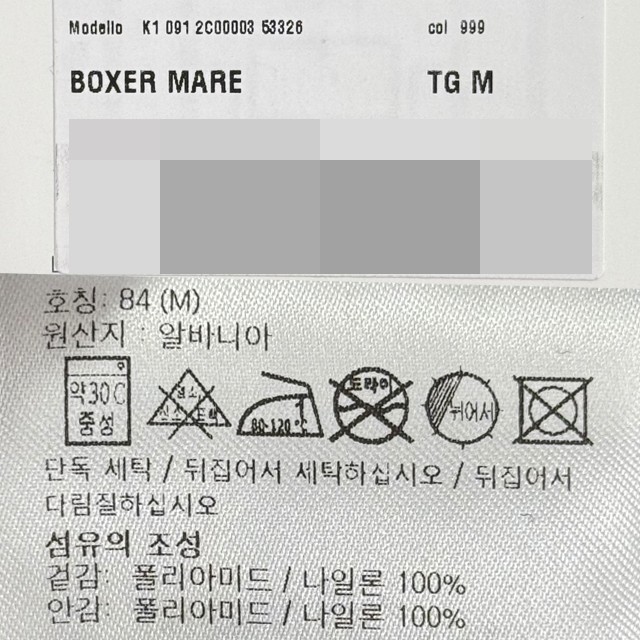 Modello K1 091 2C00003 53326 col 999
BOXER MARE TG M
호칭: 84 (M)
원산지 : 알바니아
약30℃ 80-120℃ 드라이 뉘어서
중성
단독 세탁 / 뒤집어서 세탁하십시오 / 뒤집어서
다림질하십시오
섬유의 조성
겉감: 폴리아미드 / 나일론 100%
안감: 폴리아미드 / 나일론 100%